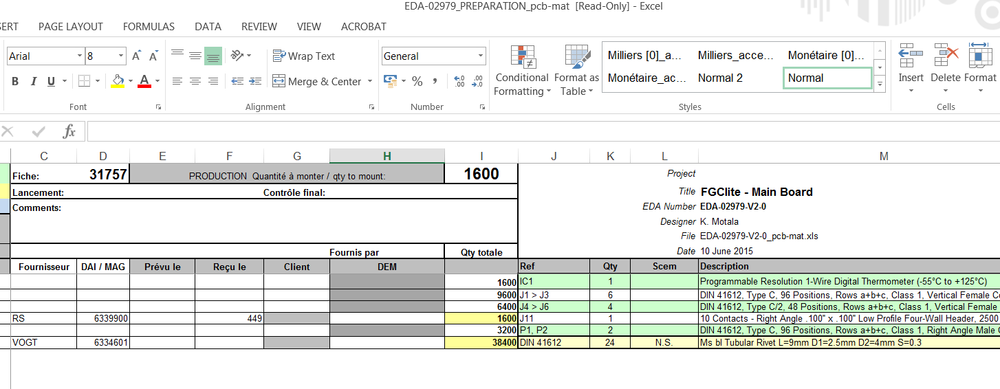 EDA-02979_PREPARATION_pcb-mat [Read-Only] - Excel
SERT PAGE LAYOUT FORMULAS DATA REVIEW VIEW ACROBAT
Arial 8 A A Wrap Text General Milliers [0]_a... Milliers_acce... Monétaire [0]...
B I U A Merge & Center % , Conditional Formatting Format as Table Monétaire_ac... Normal 2 Normal Insert Delete Format
Font Alignment Number Styles Cells
fx
C D E F G H I J K L M
Fiche: 31757 PRODUCTION Quantité à monter / qty to mount: 1600 Project
Lancement: Contrôle final: Title FGClite - Main Board
Comments: EDA Number EDA-02979-V2-0
Designer K. Motala
File EDA-02979-V2-0_pcb-mat.xls
Fournis par Qty totale Date 10 June 2015
Fournisseur DAI / MAG Prévu le Reçu le Client DEM Ref Qty Scem Description
1600 IC1 1 Programmable Resolution 1-Wire Digital Thermometer (-55°C to +125°C)
9600 J1 > J3 6 DIN 41612, Type C, 96 Positions, Rows a+b+c, Class 1, Vertical Female Co
6400 J4 > J6 4 DIN 41612, Type C/2, 48 Positions, Rows a+b+c, Class 1, Vertical Female
RS 6339900 449 1600 J11 1 10 Contacts - Right Angle .100" x .100" Low Profile Four-Wall Header, 2500
3200 P1, P2 2 DIN 41612, Type C, 96 Positions, Rows a+b+c, Class 1, Right Angle Male C
VOGT 6334601 38400 DIN 41612 24 N.S. Ms bl Tubular Rivet L=9mm D1=2.5mm D2=4mm S=0.3